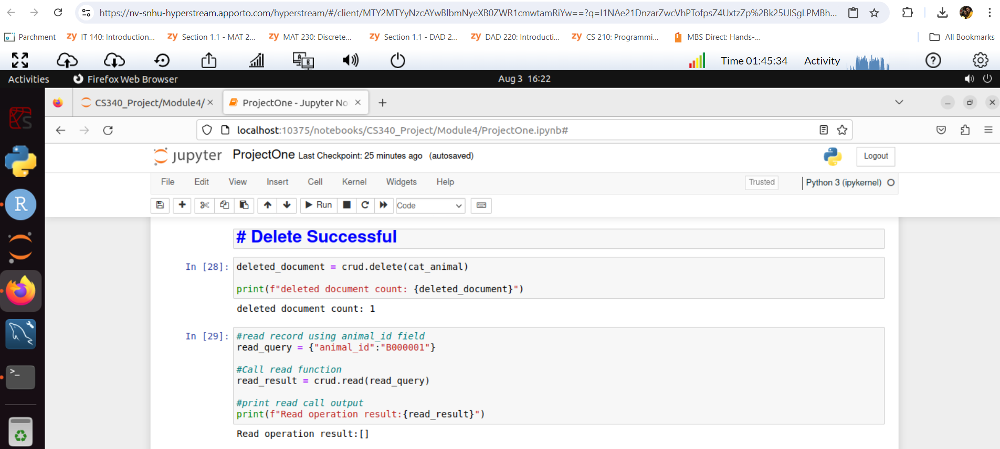 https://nv-snhu-hyperstream.apporto.com/hyperstream/#/client/MTY2MTYyNzcAYwBlbmNyeXB0ZWR1cmwtamRiYw==?q=I1NAe21DnzarZwcVhPTofpsZ4UxtzZp%2Bk25UlSgLPMBh...
Parchment
zy IT 140: Introduction...
zy Section 1.1 - MAT 2...
zy MAT 230: Discrete...
zy Section 1.1 - DAD 2...
zy DAD 220: Introducti...
zy CS 210: Programmi...
MBS Direct: Hands-...
All Bookmarks
Time 01:45:34 Activity
Activities Firefox Web Browser Aug 3 16:22
CS340_Project/Module4/ ProjectOne - Jupyter No
localhost:10375/notebooks/CS340_Project/Module4/ProjectOne.ipynb#
jupyter ProjectOne Last Checkpoint: 25 minutes ago (autosaved) Logout
File Edit View Insert Cell Kernel Widgets Help Trusted Python 3 (ipykernel)
Run Code
# Delete Successful
In [28]: deleted_document = crud.delete(cat_animal)
print(f"deleted document count: {deleted_document}")
deleted document count: 1
In [29]: #read record using animal_id field
read_query = {"animal_id":"B000001"}
#Call read function
read_result = crud.read(read_query)
#print read call output
print(f"Read operation result:{read_result}")
Read operation result:[]